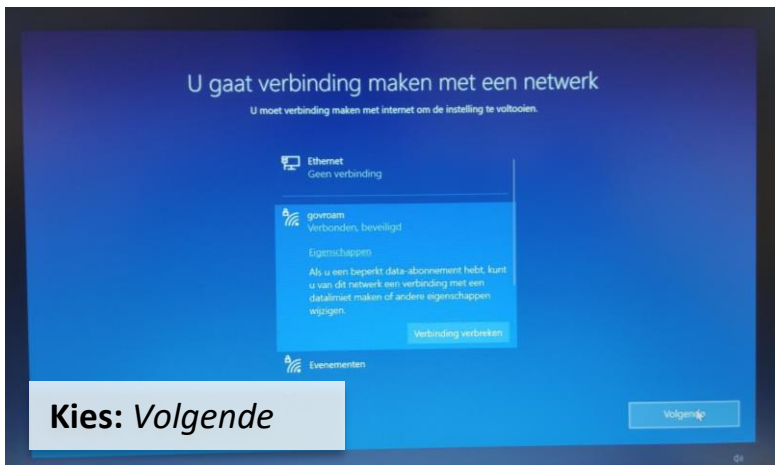 U gaat verbinding maken met een netwerk
U moet verbinding maken met internet om de instelling te voltooien.
Ethernet
Geen verbinding
govroam
Verbonden, beveiligd
Eigenschappen
Als u een beperkt data-abonnement hebt, kunt
u van dit netwerk een verbinding met een
datalimiet maken of andere eigenschappen
wijzigen.
Verbinding verbreken
Evenementen
Kies: Volgende
Volgende